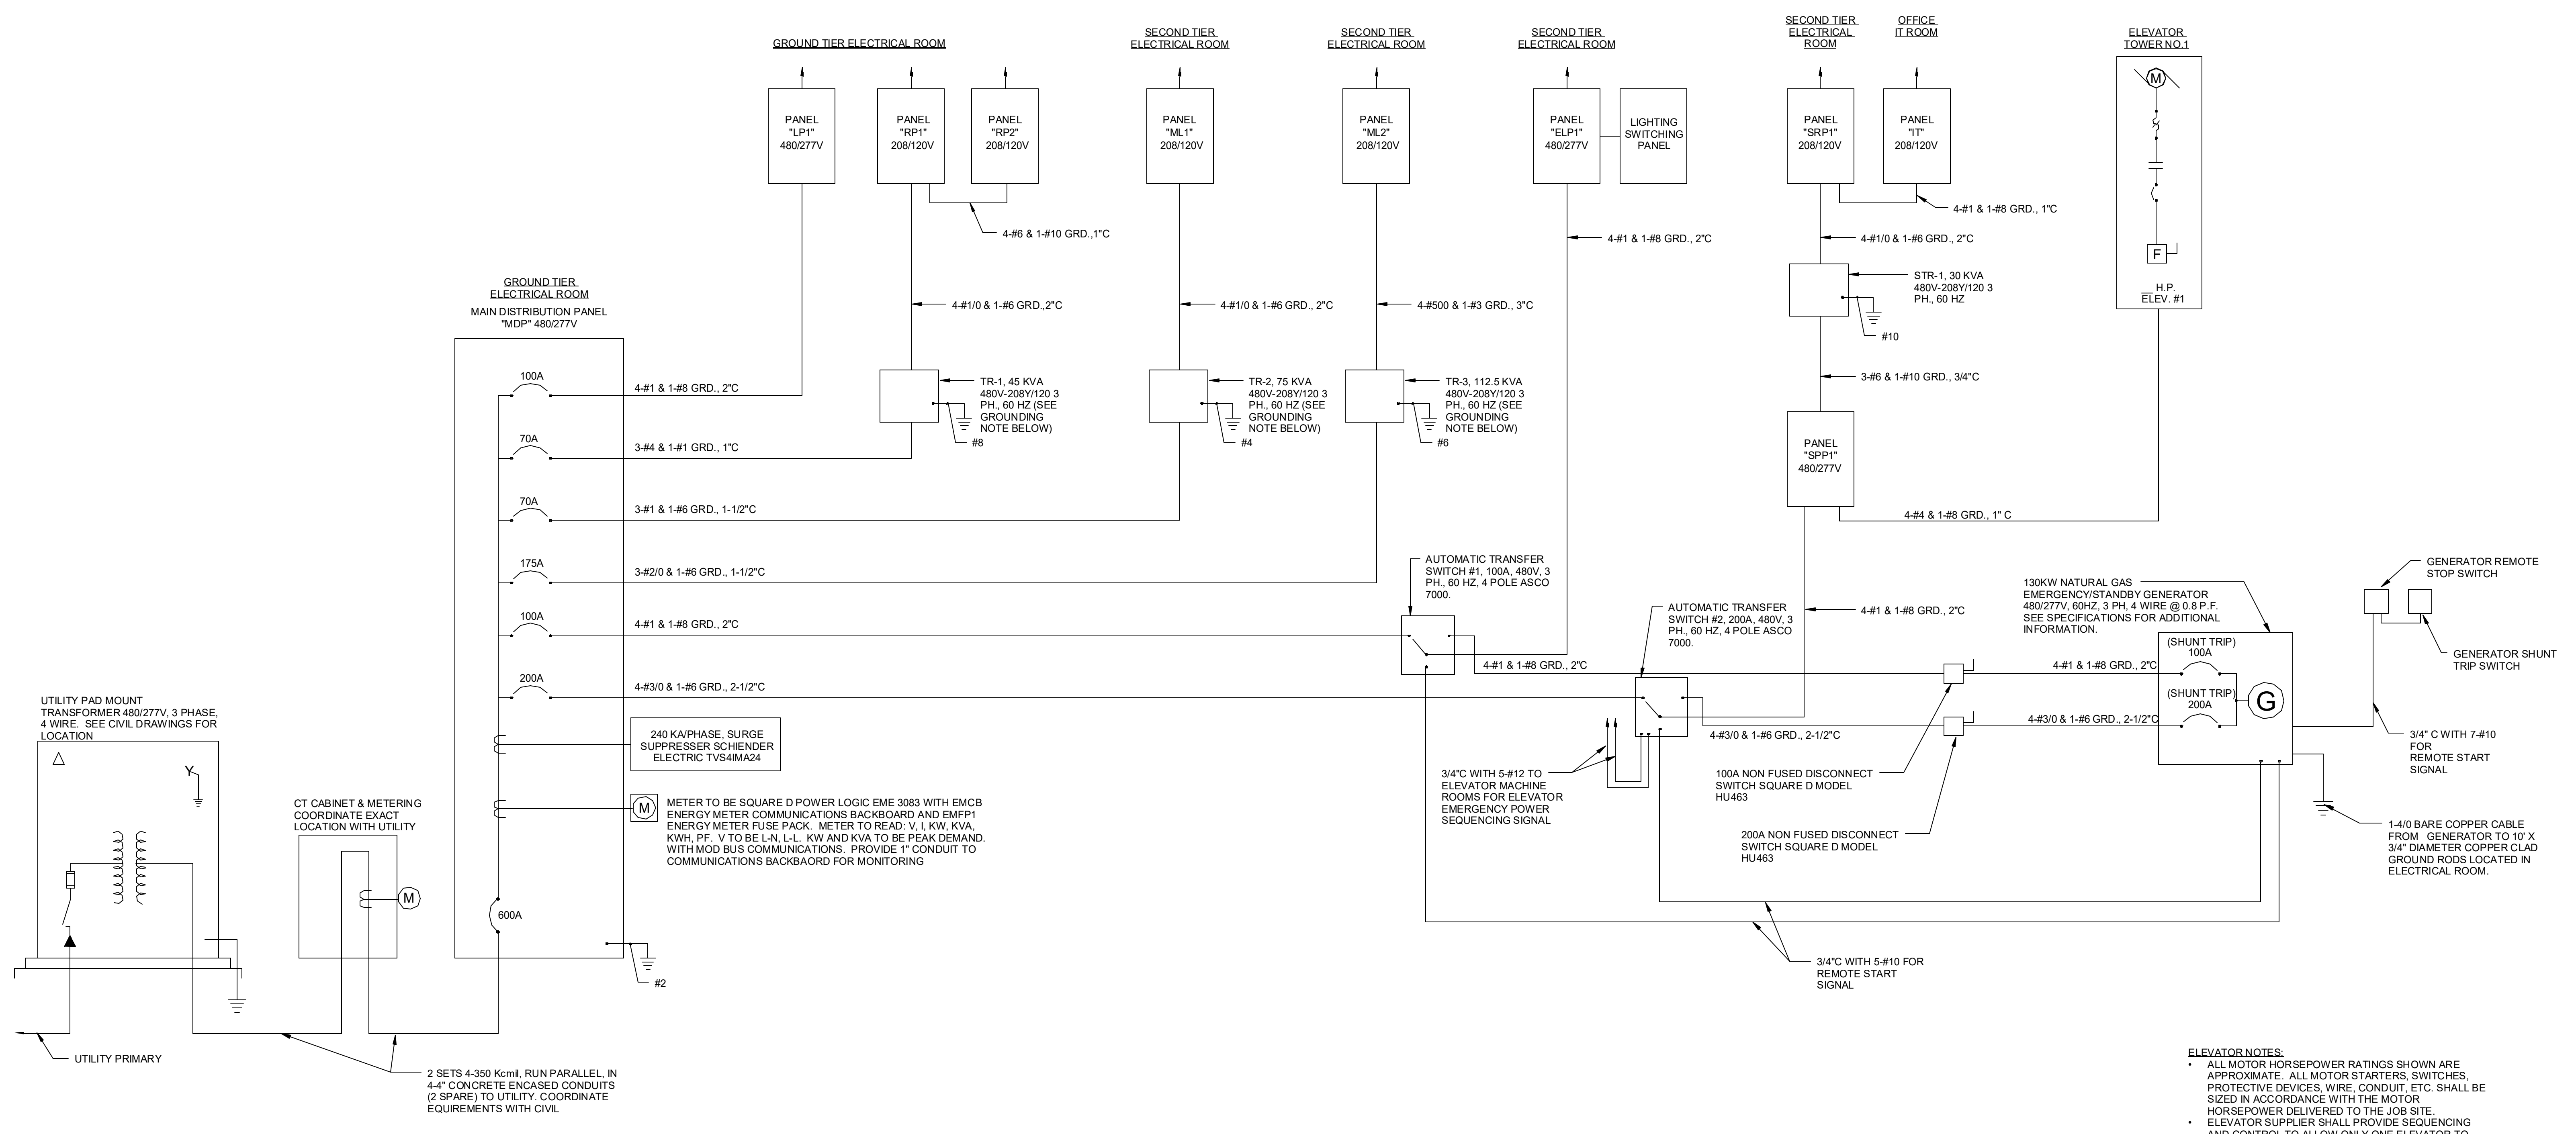 GROUND TIER ELECTRICAL ROOM
SECOND TIER
ELECTRICAL ROOM
SECOND TIER
ELECTRICAL ROOM
SECOND TIER
ELECTRICAL ROOM
SECOND TIER
ELECTRICAL
ROOM
OFFICE
IT ROOM
ELEVATOR
TOWER NO.1
PANEL
"LP1"
480/277V
PANEL
"RP1"
208/120V
PANEL
"RP2"
208/120V
PANEL
"ML1"
208/120V
PANEL
"ML2"
208/120V
PANEL
"ELP1"
480/277V
LIGHTING
SWITCHING
PANEL
PANEL
"SRP1"
208/120V
PANEL
"IT"
208/120V
M
F
__ H.P.
ELEV. #1
4-#6 & 1-#10 GRD.,1"C
4-#1 & 1-#8 GRD., 2"C
4-#1 & 1-#8 GRD., 1"C
4-#1/0 & 1-#6 GRD., 2"C
STR-1, 30 KVA
480V-208Y/120 3
PH., 60 HZ
#10
4-#1/0 & 1-#6 GRD.,2"C
4-#1/0 & 1-#6 GRD., 2"C
4-#500 & 1-#3 GRD., 3"C
3-#6 & 1-#10 GRD., 3/4"C
TR-1, 45 KVA
480V-208Y/120 3
PH., 60 HZ (SEE
GROUNDING
NOTE BELOW)
#8
TR-2, 75 KVA
480V-208Y/120 3
PH., 60 HZ (SEE
GROUNDING
NOTE BELOW)
#4
TR-3, 112.5 KVA
480V-208Y/120 3
PH., 60 HZ (SEE
GROUNDING
NOTE BELOW)
#6
PANEL
"SPP1"
480/277V
4-#4 & 1-#8 GRD., 1" C
GROUND TIER
ELECTRICAL ROOM
MAIN DISTRIBUTION PANEL
"MDP" 480/277V
100A
4-#1 & 1-#8 GRD., 2"C
70A
3-#4 & 1-#1 GRD., 1"C
70A
3-#1 & 1-#6 GRD., 1-1/2"C
175A
3-#2/0 & 1-#6 GRD., 1-1/2"C
100A
4-#1 & 1-#8 GRD., 2"C
200A
4-#3/0 & 1-#6 GRD., 2-1/2"C
240 KA/PHASE, SURGE
SUPPRESSER SCHIENDER
ELECTRIC TVS4IMA24
M
METER TO BE SQUARE D POWER LOGIC EME 3083 WITH EMCB
ENERGY METER COMMUNICATIONS BACKBOARD AND EMFP1
ENERGY METER FUSE PACK.  METER TO READ: V, I, KW, KVA,
KWH, PF.  V TO BE L-N, L-L.  KW AND KVA TO BE PEAK DEMAND.
WITH MOD BUS COMMUNICATIONS.  PROVIDE 1" CONDUIT TO
COMMUNICATIONS BACKBAORD FOR MONITORING
600A
#2
UTILITY PAD MOUNT
TRANSFORMER 480/277V, 3 PHASE,
4 WIRE.  SEE CIVIL DRAWINGS FOR
LOCATION
Y
CT CABINET & METERING
COORDINATE EXACT
LOCATION WITH UTILITY
M
UTILITY PRIMARY
2 SETS 4-350 Kcmil, RUN PARALLEL, IN
4-4" CONCRETE ENCASED CONDUITS
(2 SPARE) TO UTILITY. COORDINATE
EQUIREMENTS WITH CIVIL
AUTOMATIC TRANSFER
SWITCH #1, 100A, 480V, 3
PH., 60 HZ, 4 POLE ASCO
7000.
AUTOMATIC TRANSFER
SWITCH #2, 200A, 480V, 3
PH., 60 HZ, 4 POLE ASCO
7000.
4-#1 & 1-#8 GRD., 2"C
4-#1 & 1-#8 GRD., 2"C
4-#3/0 & 1-#6 GRD., 2-1/2"C
3/4"C WITH 5-#12 TO
ELEVATOR MACHINE
ROOMS FOR ELEVATOR
EMERGENCY POWER
SEQUENCING SIGNAL
100A NON FUSED DISCONNECT
SWITCH SQUARE D MODEL
HU463
200A NON FUSED DISCONNECT
SWITCH SQUARE D MODEL
HU463
3/4"C WITH 5-#10 FOR
REMOTE START
SIGNAL
130KW NATURAL GAS
EMERGENCY/STANDBY GENERATOR
480/277V, 60HZ, 3 PH, 4 WIRE @ 0.8 P.F.
SEE SPECIFICATIONS FOR ADDITIONAL
INFORMATION.
4-#1 & 1-#8 GRD., 2"C
4-#3/0 & 1-#6 GRD., 2-1/2"C
(SHUNT TRIP)
100A
(SHUNT TRIP)
200A
G
GENERATOR REMOTE
STOP SWITCH
GENERATOR SHUNT
TRIP SWITCH
3/4" C WITH 7-#10
FOR
REMOTE START
SIGNAL
1-4/0 BARE COPPER CABLE
FROM   GENERATOR TO 10' X
3/4" DIAMETER COPPER CLAD
GROUND RODS LOCATED IN
ELECTRICAL ROOM.
ELEVATOR NOTES:
• ALL MOTOR HORSEPOWER RATINGS SHOWN ARE
APPROXIMATE.  ALL MOTOR STARTERS, SWITCHES,
PROTECTIVE DEVICES, WIRE, CONDUIT, ETC. SHALL BE
SIZED IN ACCORDANCE WITH THE MOTOR
HORSEPOWER DELIVERED TO THE JOB SITE.
• ELEVATOR SUPPLIER SHALL PROVIDE SEQUENCING
AND CONTROL TO ALLOW ONLY ONE ELEVATOR TO